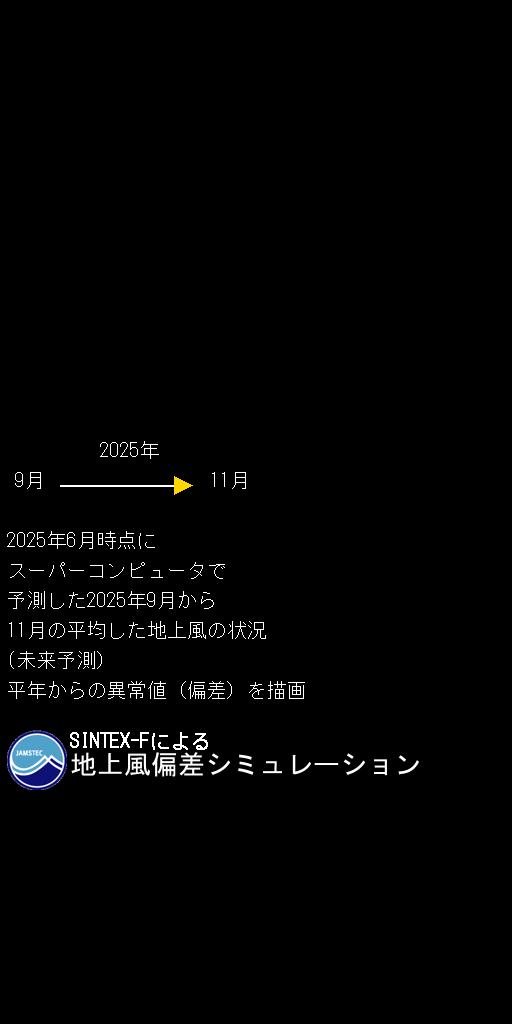 2025年
9月 11月
2025年6月時点に
スーパーコンピュータで
予測した2025年9月から
11月の平均した地上風の状況
(未来予測)
平年からの異常値(偏差)を描画
JAMSTEC
SINTEX-Fによる
地上風偏差シミュレーション